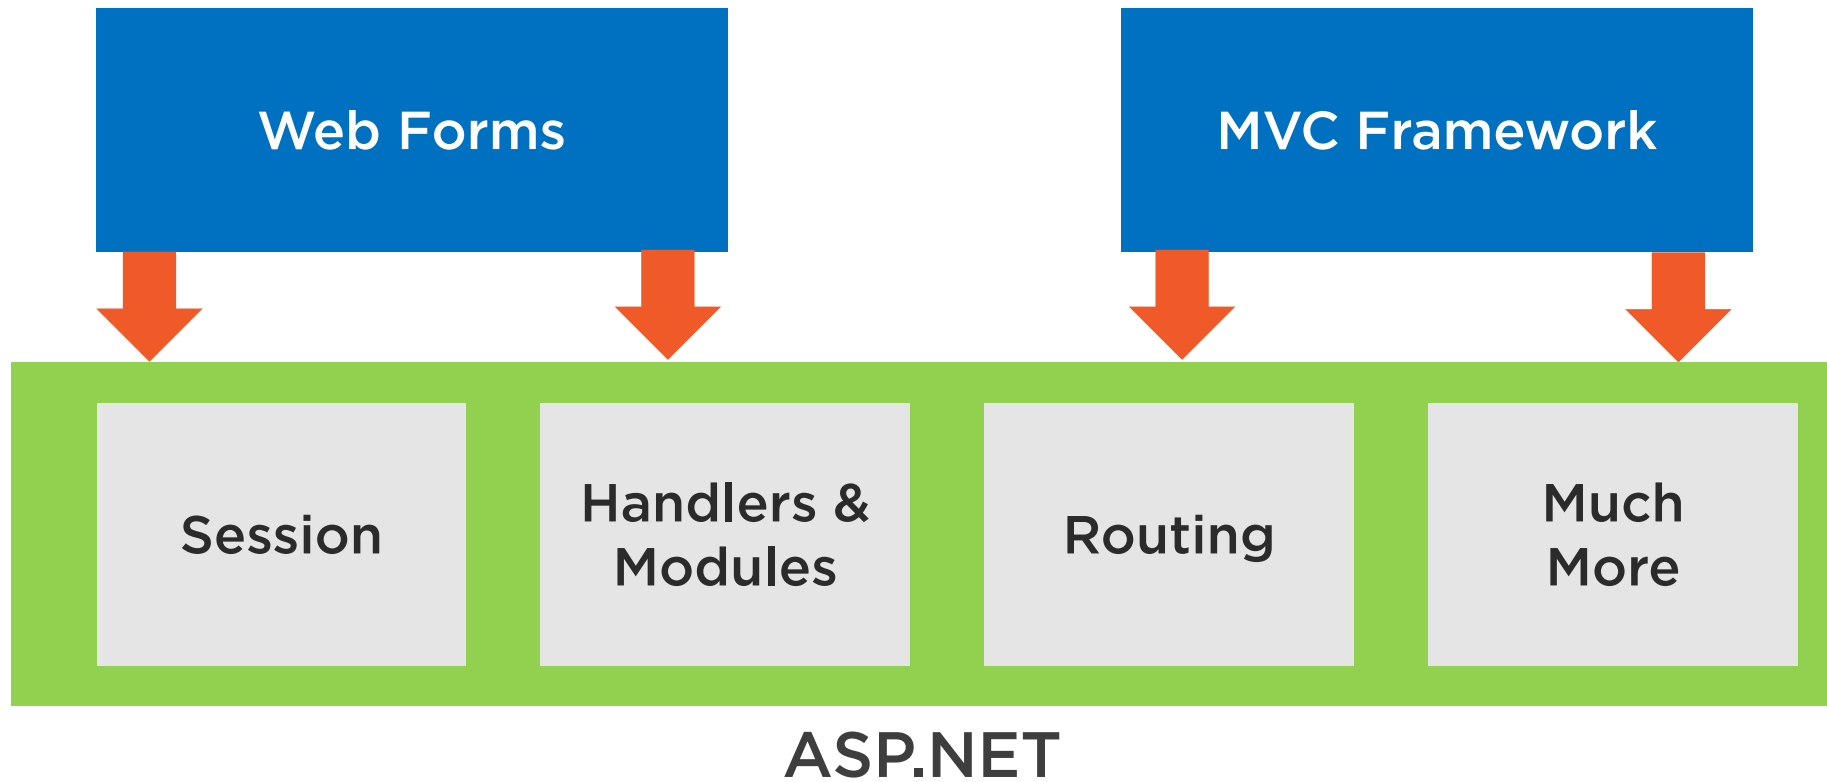 Web Forms
MVC Framework
Session
Handlers &
Modules
Routing
Much
More
ASP.NET